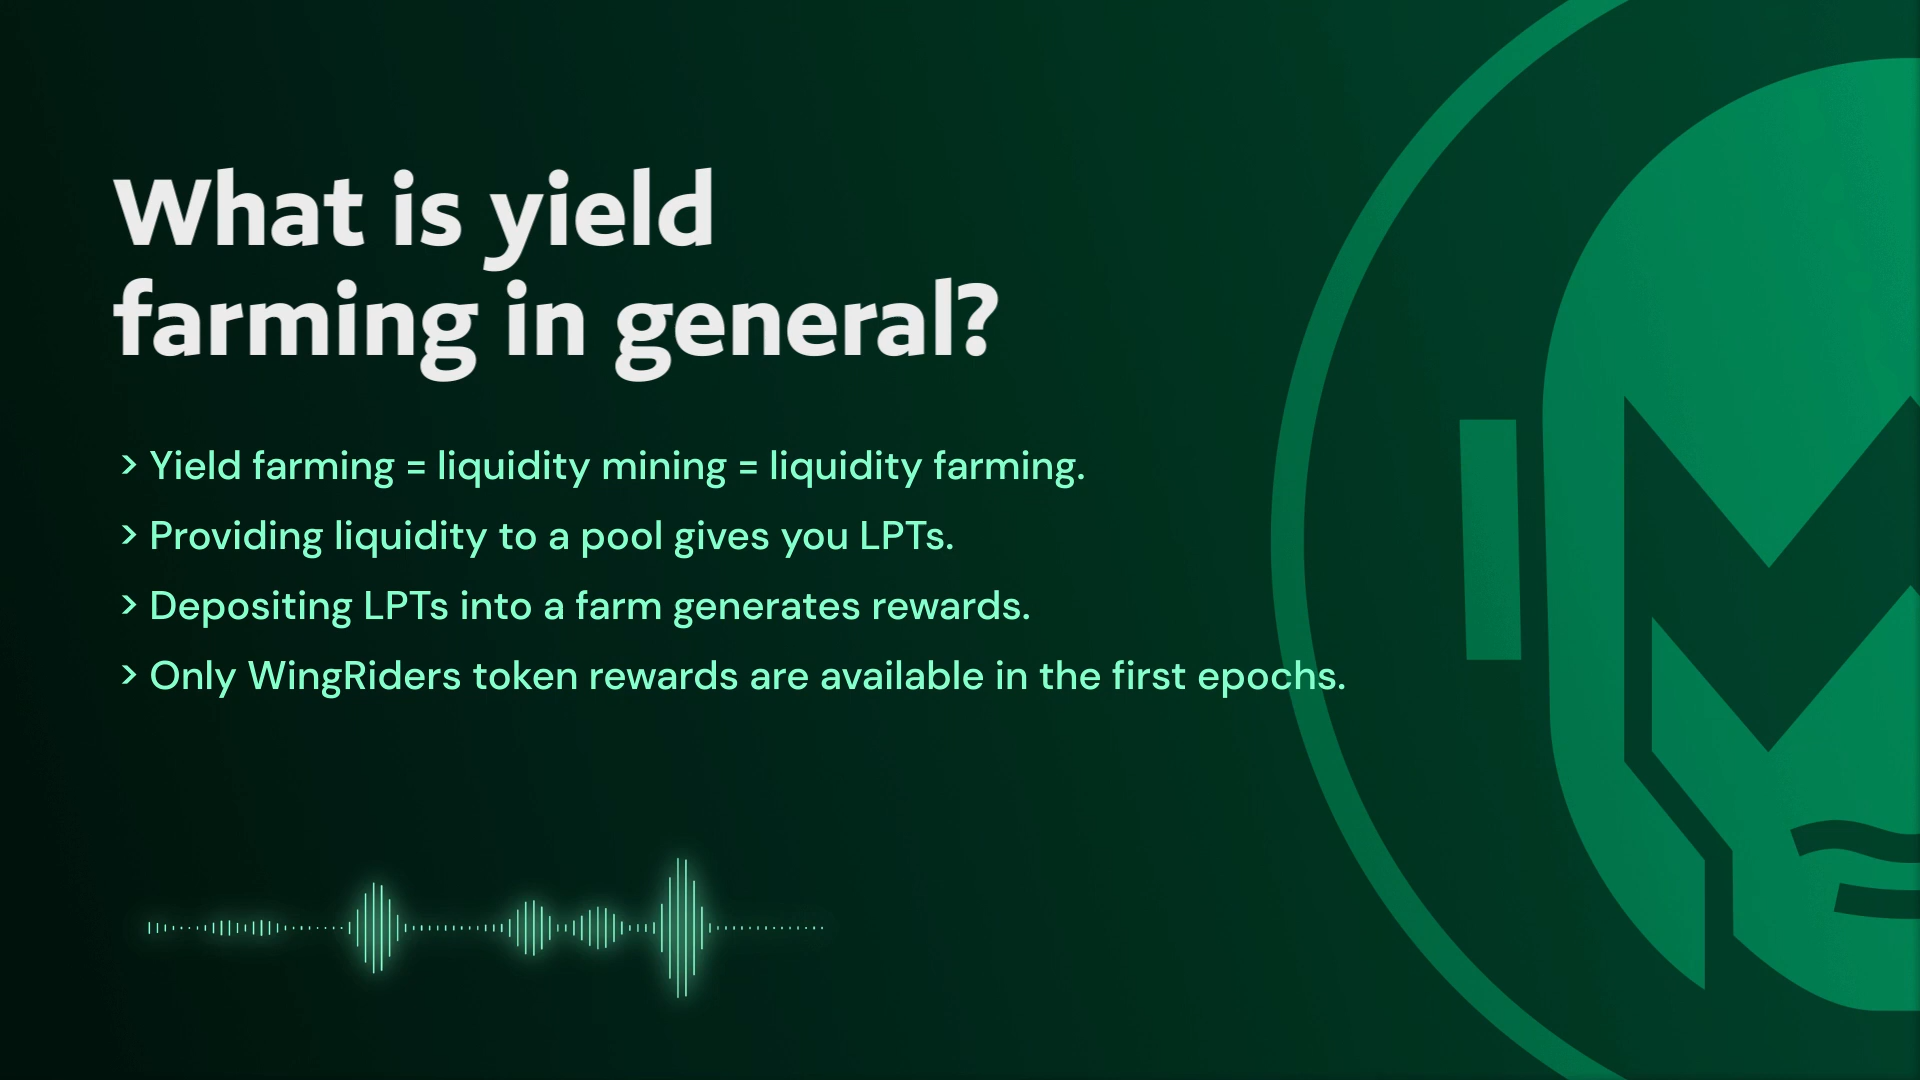 What is yield
farming in general?
> Yield farming = liquidity mining = liquidity farming.
> Providing liquidity to a pool gives you LPTs.
> Depositing LPTs into a farm generates rewards.
> Only WingRiders token rewards are available in the first epochs.